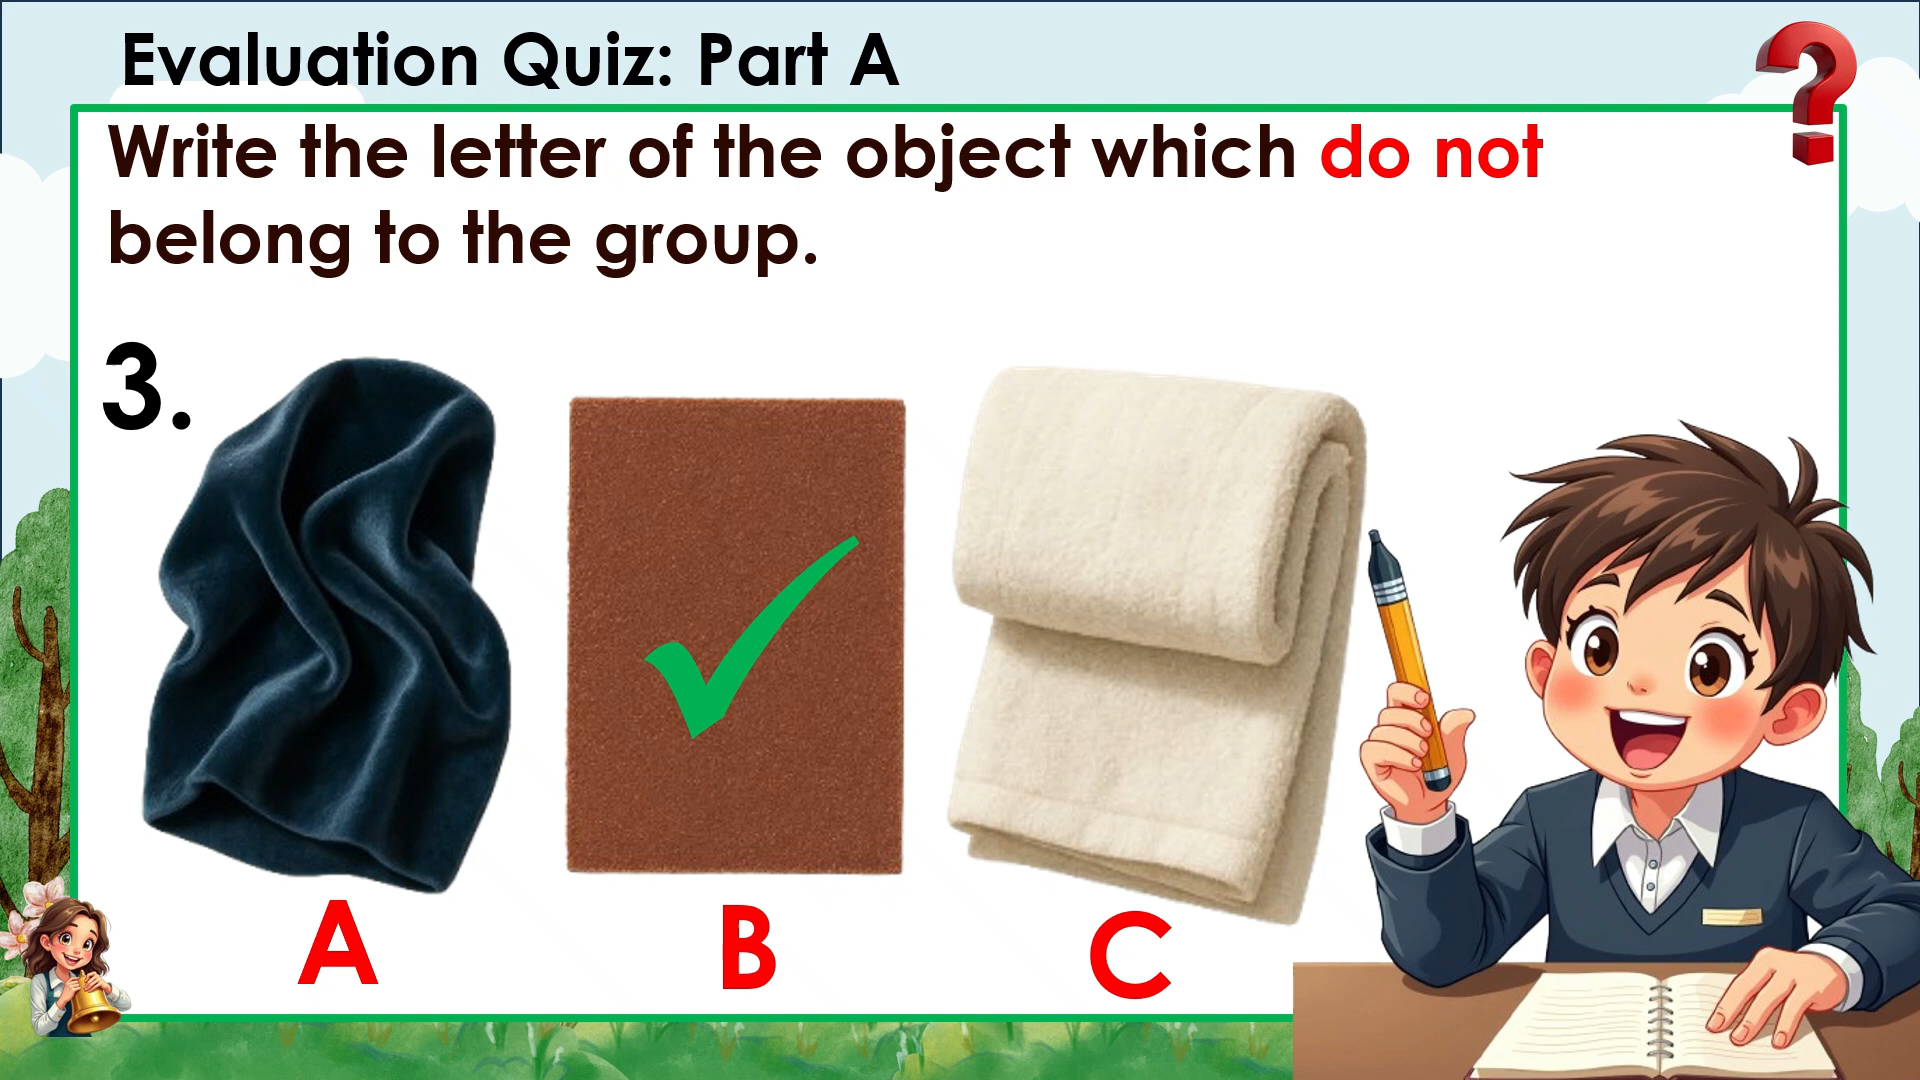 Evaluation Quiz: Part A
Write the letter of the object which do not
belong to the group.
3.
A
B
C